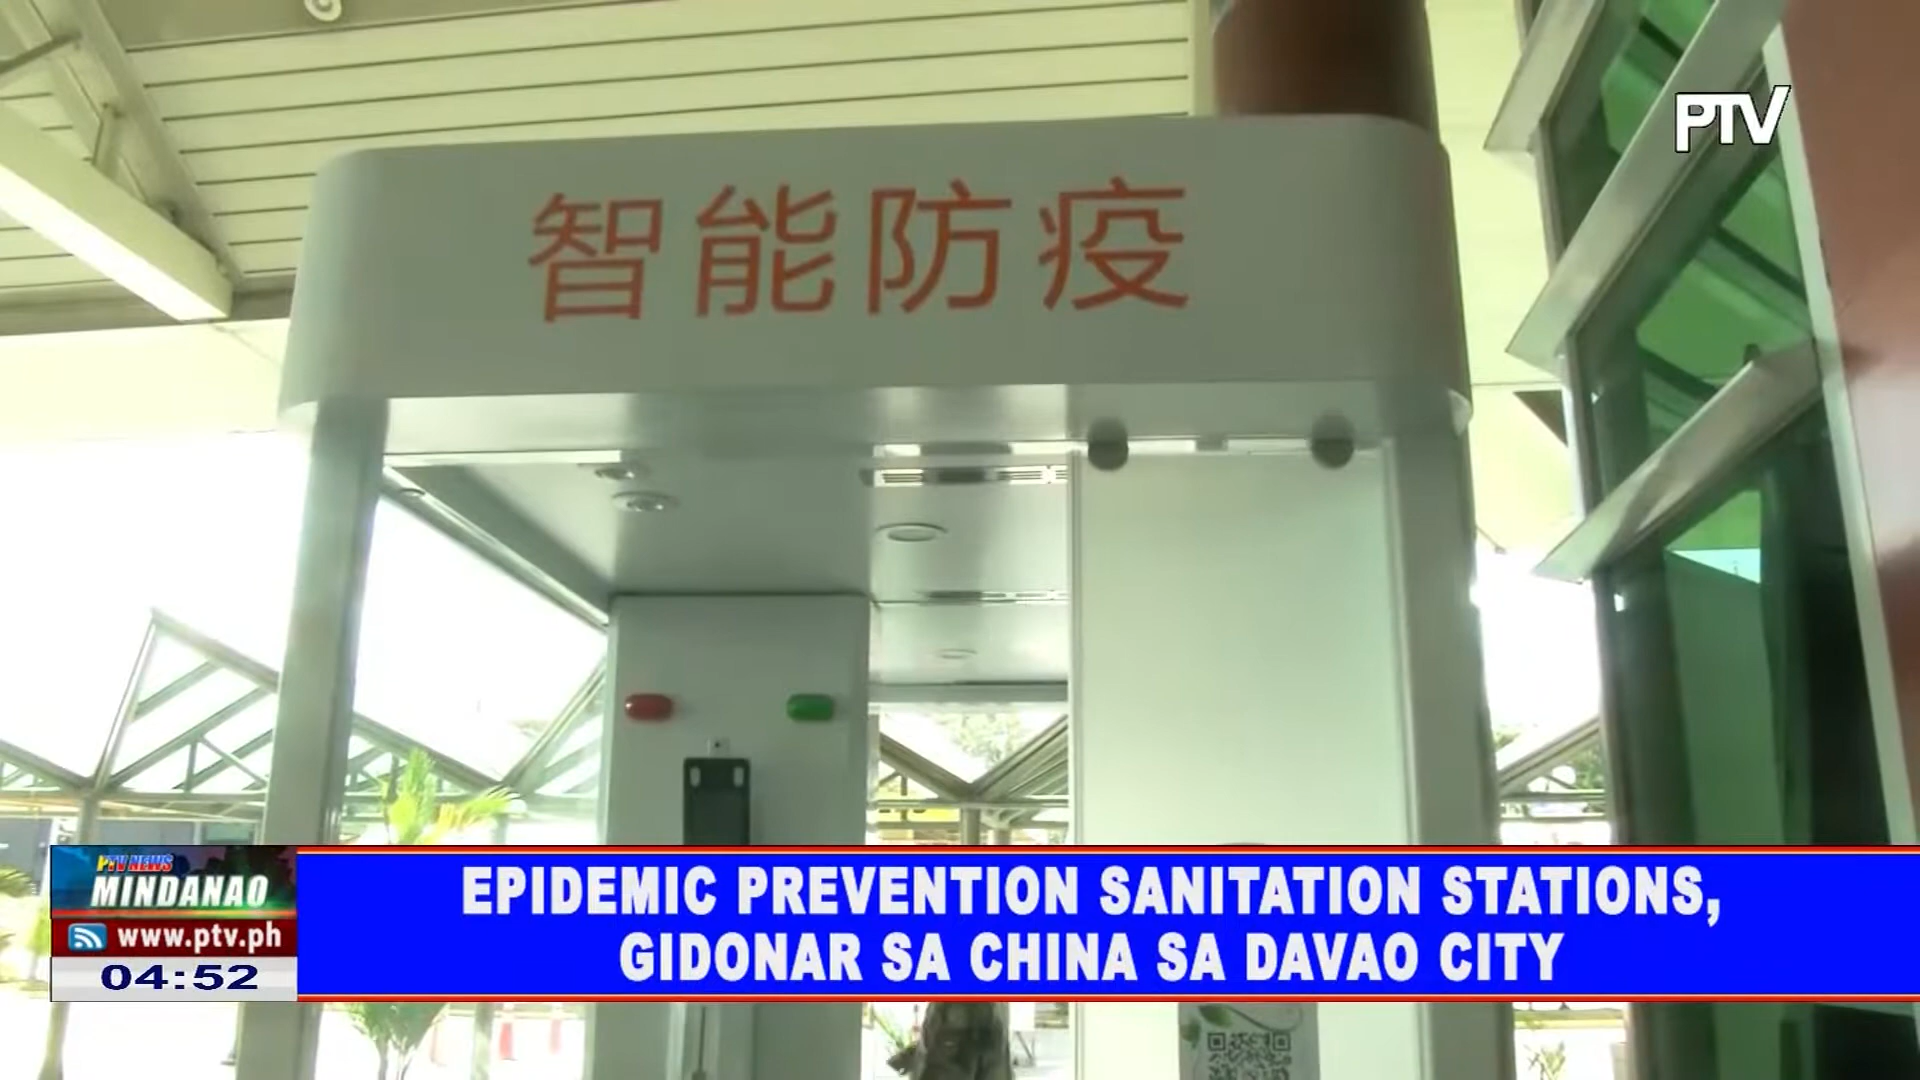 PTV
智能防疫
PTV NEWS
MINDANAO
www.ptv.ph
04:52
EPIDEMIC PREVENTION SANITATION STATIONS,
GIDONAR SA CHINA SA DAVAO CITY